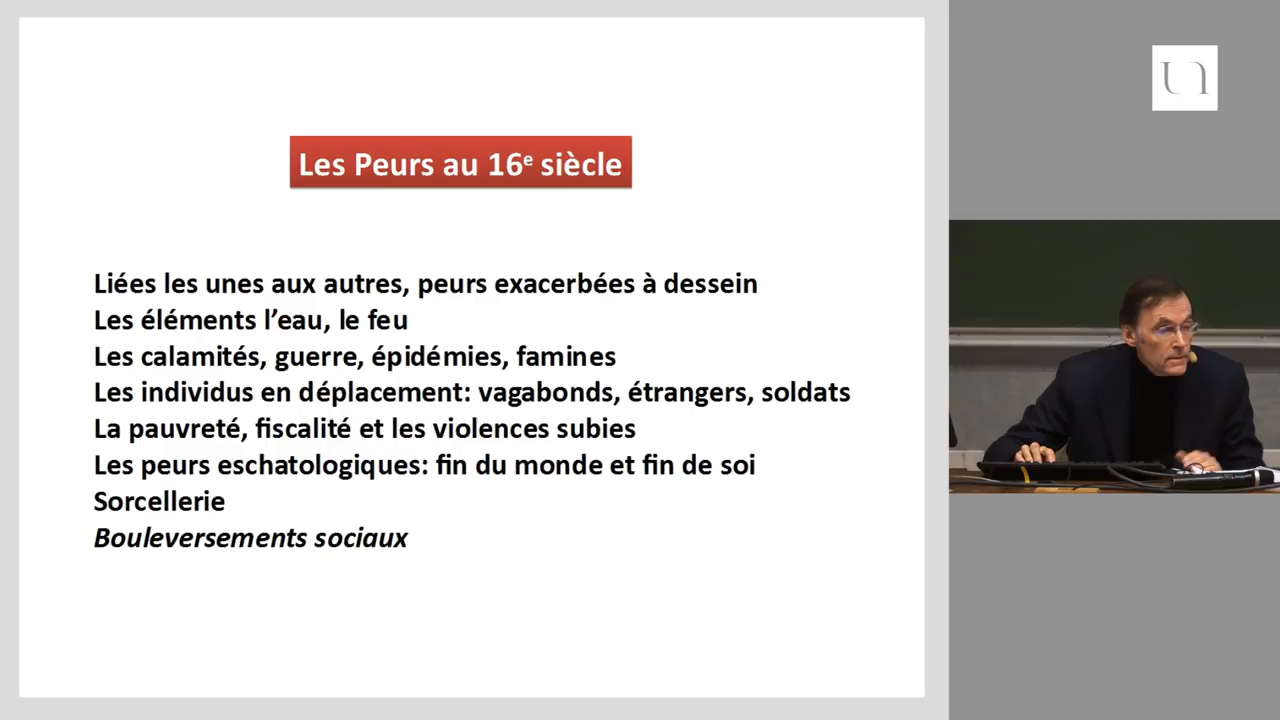 Les Peurs au 16e siècle
Liées les unes aux autres, peurs exacerbées à dessein
Les éléments l’eau, le feu
Les calamités, guerre, épidémies, famines
Les individus en déplacement: vagabonds, étrangers, soldats
La pauvreté, fiscalité et les violences subies
Les peurs eschatologiques: fin du monde et fin de soi
Sorcellerie
Bouleversements sociaux